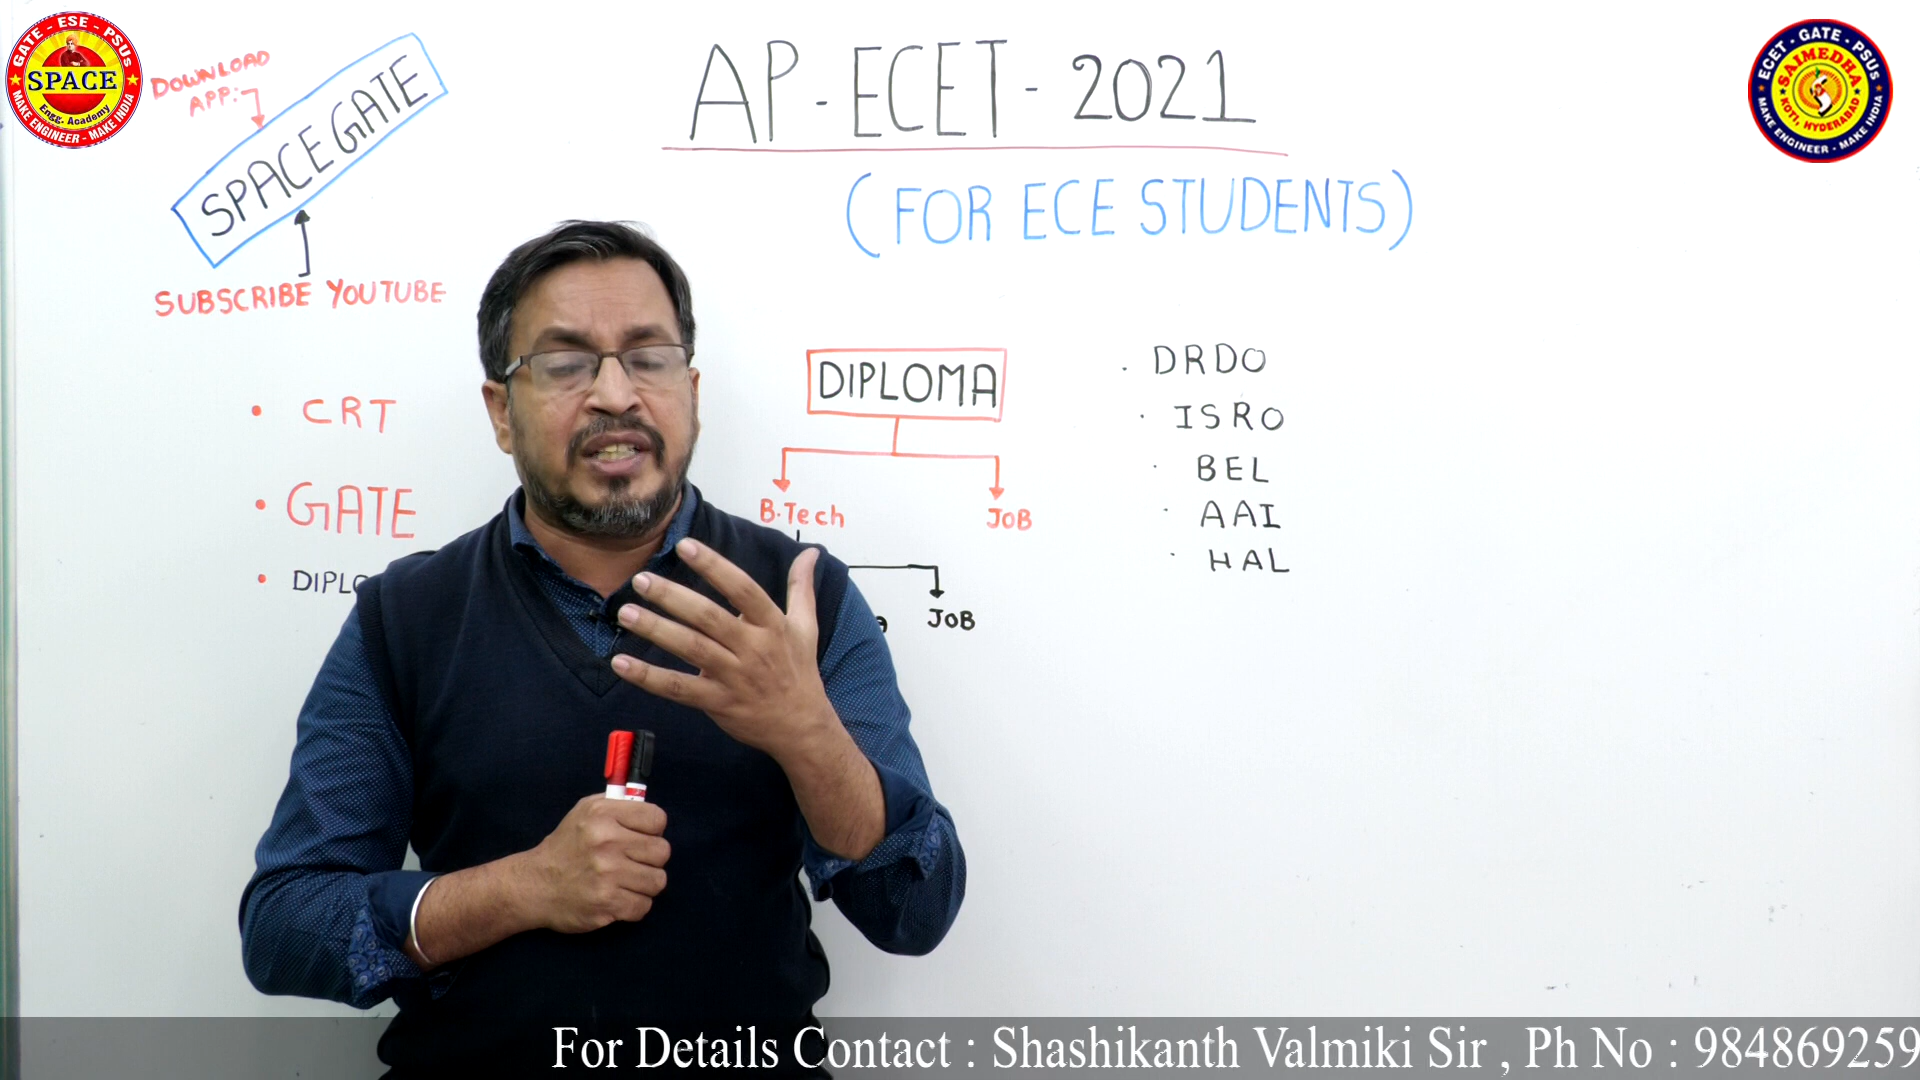 GATE - ESE - PSUs
SPACE
Engg. Academy
MAKE ENGINEER - MAKE INDIA
DOWNLOAD
APP:-
SPACE GATE
SUBSCRIBE YOUTUBE
AP - ECET - 2021
(FOR ECE STUDENTS)
ECET - GATE - PSUs
SAIMEDHA
KOTI, HYDERABAD
MAKE ENGINEER - MAKE INDIA
• CRT
• GATE
• DIPLO
DIPLOMA
B.Tech
JOB
JOB
. DRDO
. ISRO
. BEL
. AAI
. HAL
For Details Contact : Shashikanth Valmiki Sir , Ph No : 984869259